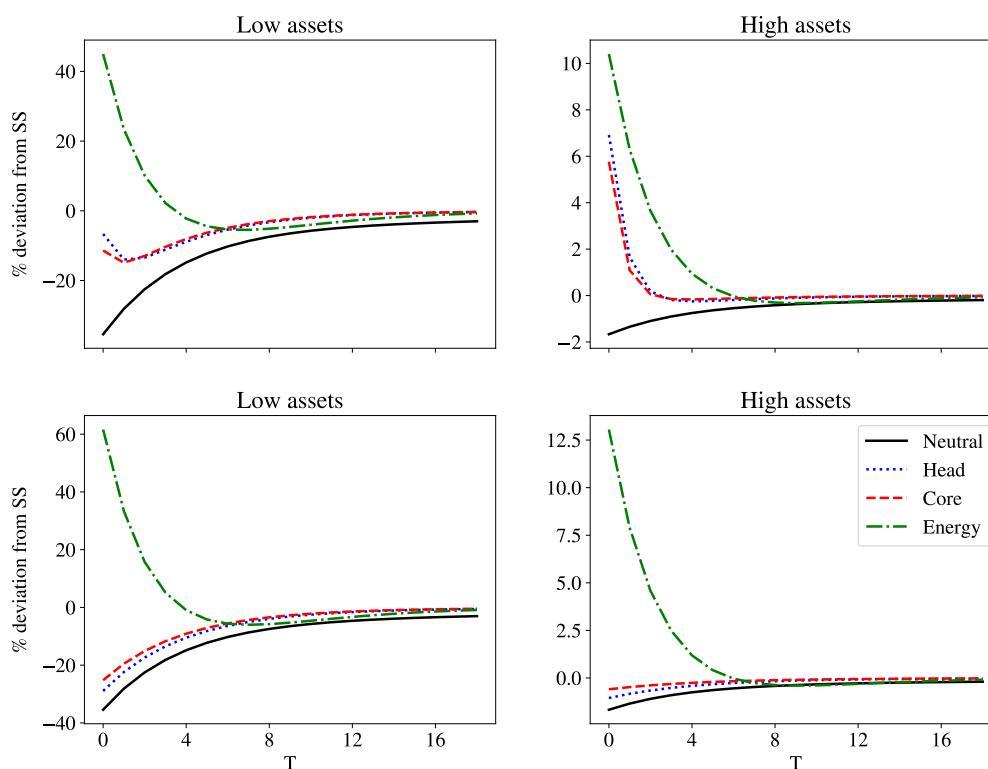 Low assets
High assets
% deviation from SS
40
20
0
−20
10
8
6
4
2
0
−2
Low assets
High assets
% deviation from SS
60
40
20
0
−20
−40
0
4
8
12
16
T
12.5
10.0
7.5
5.0
2.5
0.0
0
4
8
12
16
T
Neutral
Head
Core
Energy